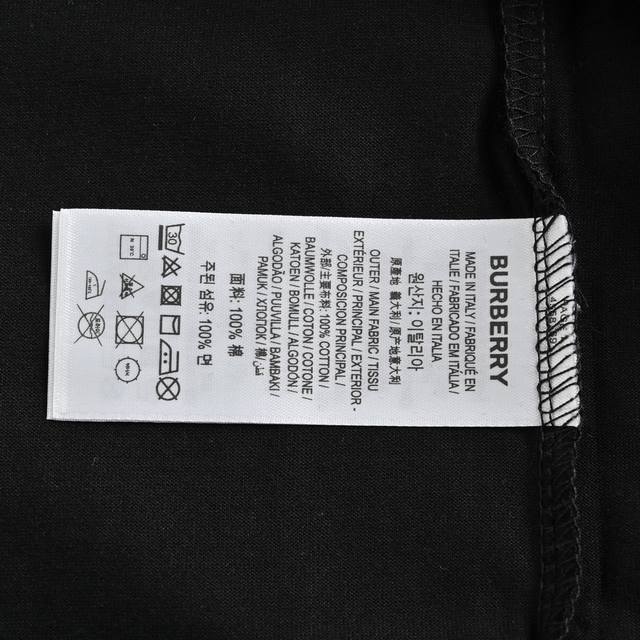 BURBERRY
MADE IN ITALY / FABRIQUÉ EN
ITALIE / FABRICADO EM ITÁLIA /
HECHO EN ITALIA
원산지: 이탈리아
原產地 義大利 / 原产地意大利
OUTER / MAIN FABRIC / TISSU
EXTÉRIEUR / PRINCIPAL / EXTERIOR -
COMPOSICION PRINCIPAL /
外部/主要布料: 100% COTTON /
BAUMWOLLE / COTON / COTONE /
KATOEN / BOMULL / ALGODON /
ALGODÃO / PUUVILLA / BAMBAKI /
PAMUK / ХЛОПОК / 棉 / قطن
面料: 100% 棉
주된 섬유: 100% 면
30